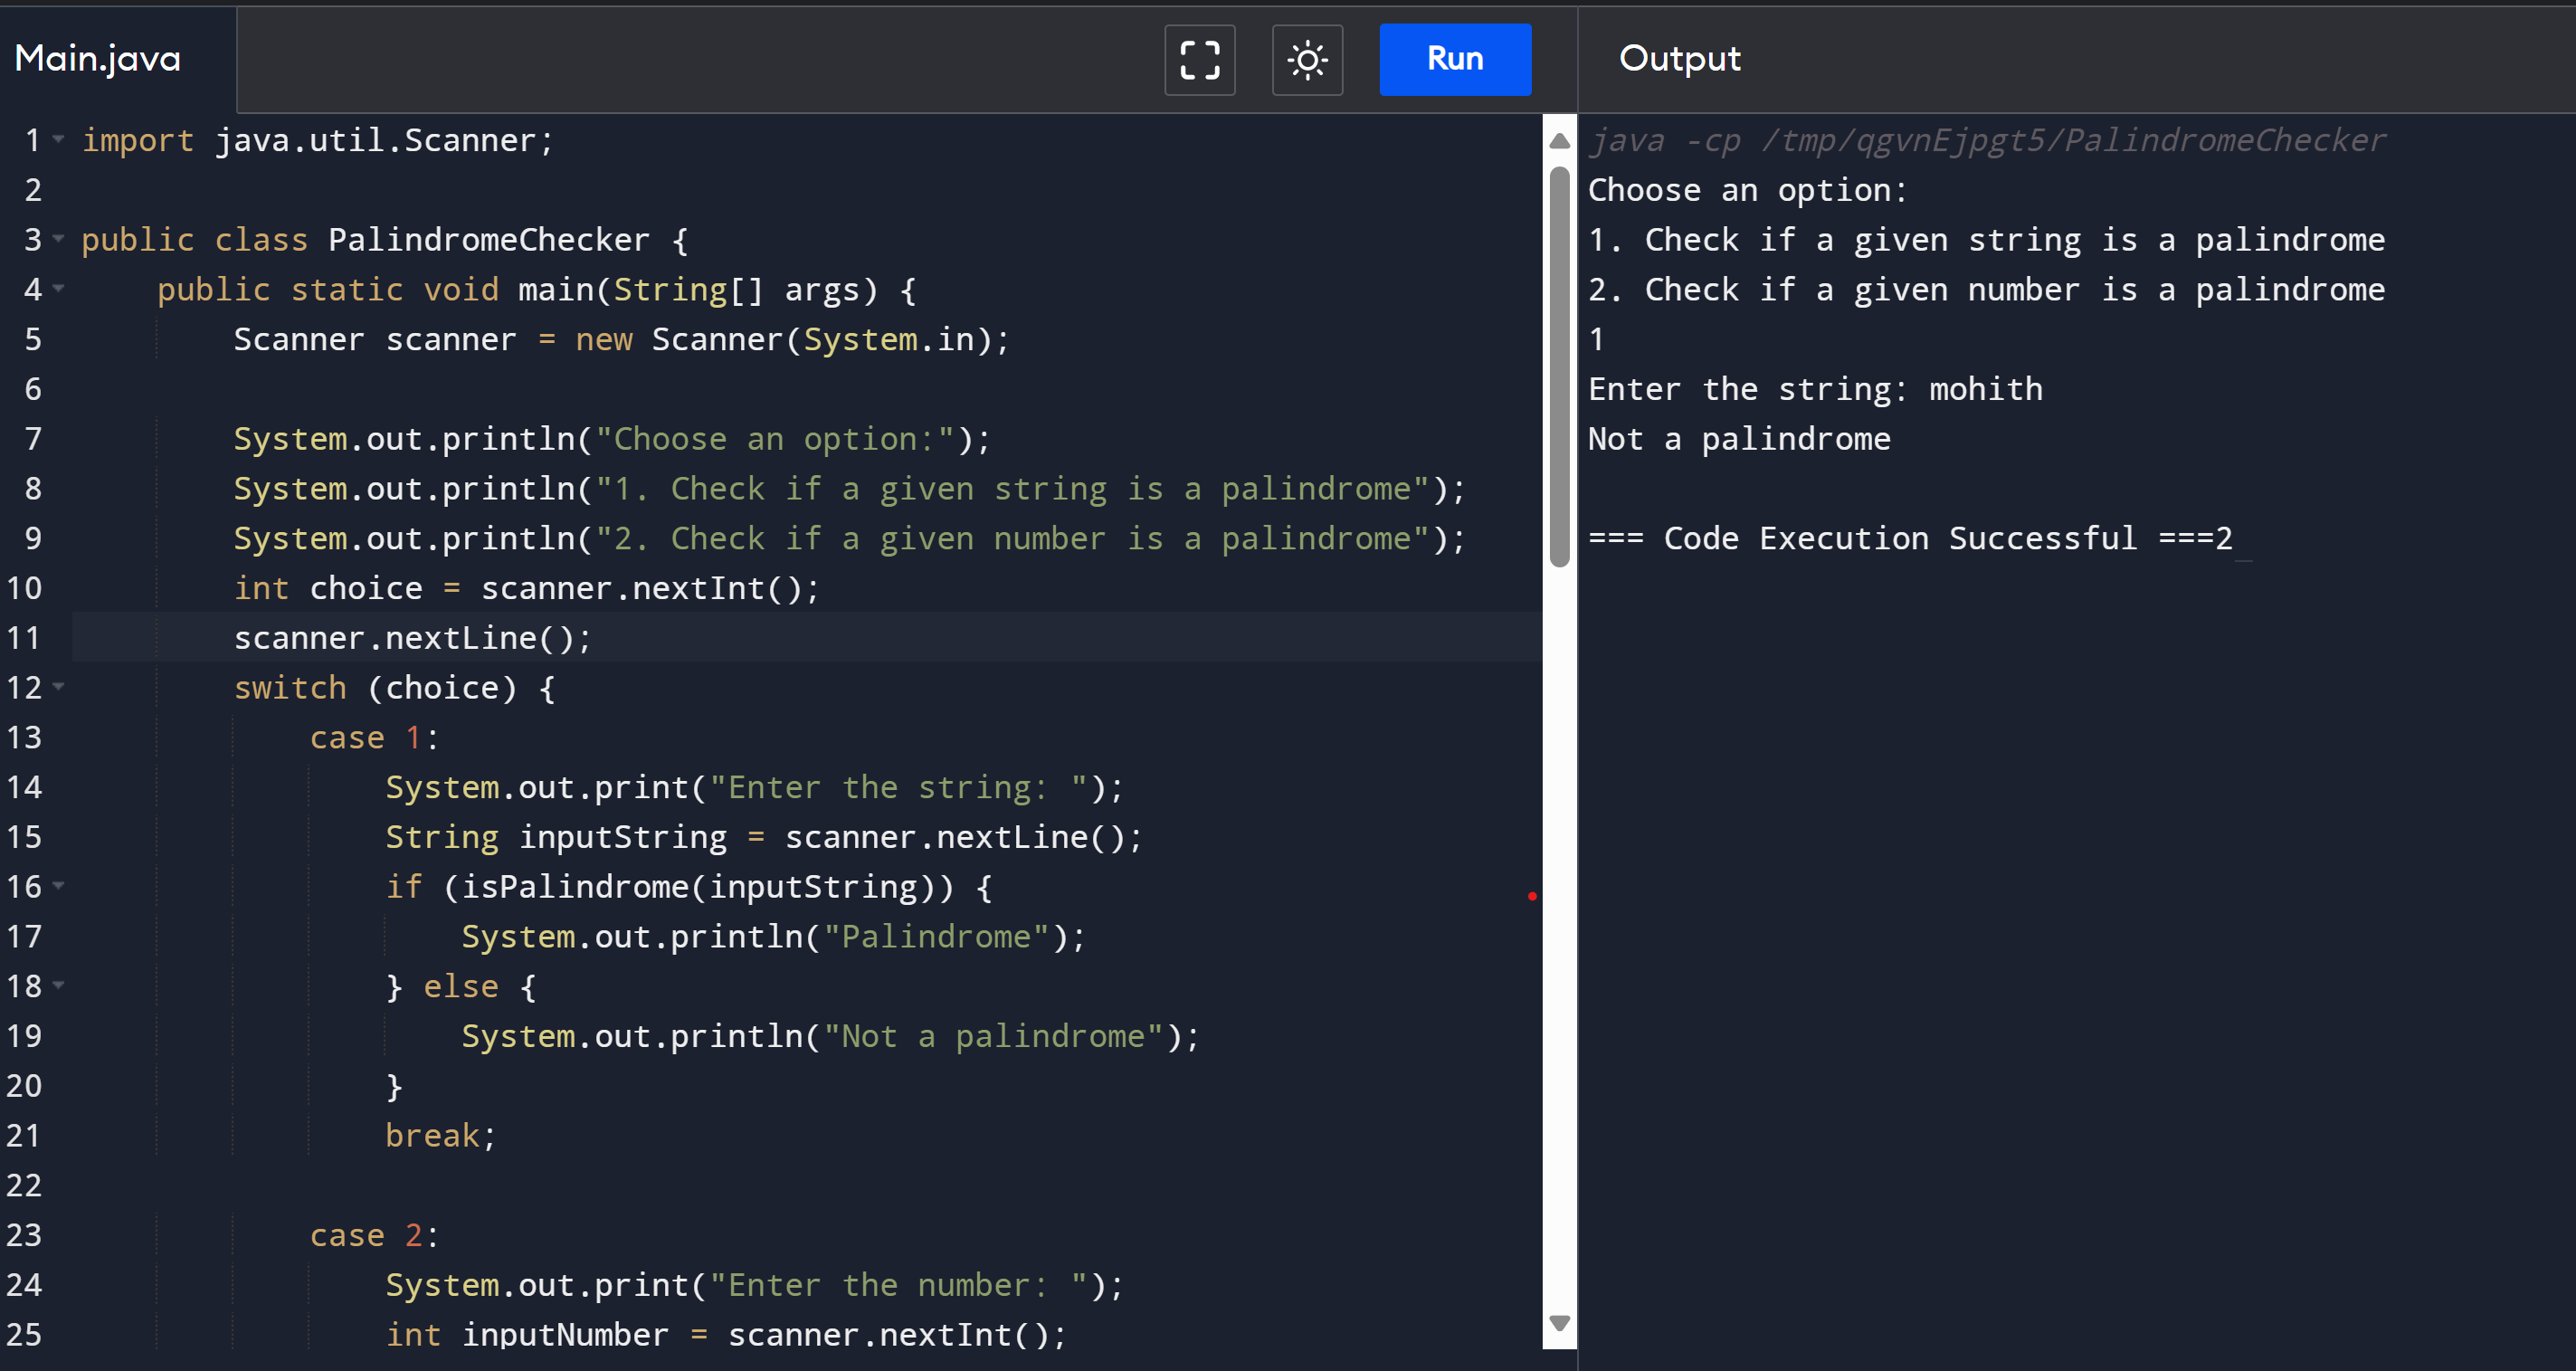 Main.java
Run
Output
1 import java.util.Scanner;
2
3 public class PalindromeChecker {
4     public static void main(String[] args) {
5         Scanner scanner = new Scanner(System.in);
6
7         System.out.println("Choose an option:");
8         System.out.println("1. Check if a given string is a palindrome");
9         System.out.println("2. Check if a given number is a palindrome");
10         int choice = scanner.nextInt();
11         scanner.nextLine();
12         switch (choice) {
13             case 1:
14                 System.out.print("Enter the string: ");
15                 String inputString = scanner.nextLine();
16                 if (isPalindrome(inputString)) {
17                     System.out.println("Palindrome");
18                 } else {
19                     System.out.println("Not a palindrome");
20                 }
21                 break;
22
23             case 2:
24                 System.out.print("Enter the number: ");
25                 int inputNumber = scanner.nextInt();
java -cp /tmp/qgvnEjpgt5/PalindromeChecker
Choose an option:
1. Check if a given string is a palindrome
2. Check if a given number is a palindrome
1
Enter the string: mohith
Not a palindrome
=== Code Execution Successful ===2_